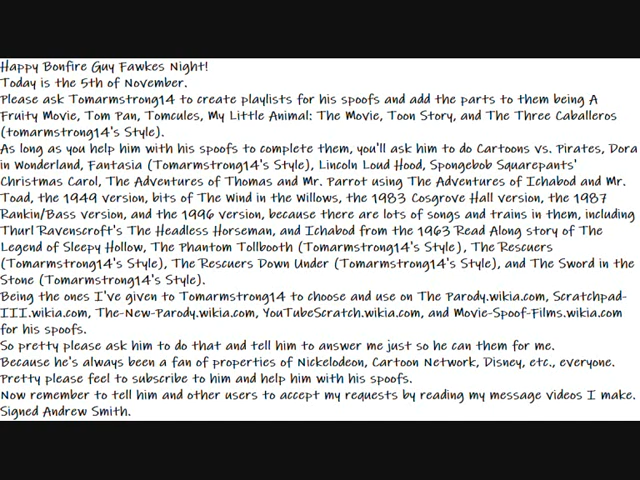 Happy Bonfire Guy Fawkes Night!
Today is the 5th of November.
Please ask Tomarmstrong14 to create playlists for his spoofs and add the parts to them being A
Fruity Movie, Tom Pan, Tomcules, My Little Animal: The Movie, Toon Story, and The Three Caballeros
(tomarmstrong14's Style).
As long as you help him with his spoofs to complete them, you'll ask him to do Cartoons vs. Pirates, Dora
in Wonderland, Fantasia (Tomarmstrong14's Style), Lincoln Loud Hood, Spongebob Squarepants'
Christmas Carol, The Adventures of Thomas and Mr. Parrot using The Adventures of Ichabod and Mr.
Toad, the 1949 version, bits of The Wind in the Willows, the 1983 Cosgrove Hall version, the 1987
Rankin/Bass version, and the 1996 version, because there are lots of songs and trains in them, including
Thurl Ravenscroft's The Headless Horseman, and Ichabod from the 1963 Read Along story of The
Legend of Sleepy Hollow, The Phantom Tollbooth (Tomarmstrong14's Style), The Rescuers
(Tomarmstrong14's Style), The Rescuers Down Under (Tomarmstrong14's Style), and The Sword in the
Stone (Tomarmstrong14's Style).
Being the ones I've given to Tomarmstrong14 to choose and use on The Parody.wikia.com, Scratchpad-
III.wikia.com, The-New-Parody.wikia.com, YouTubeScratch.wikia.com, and Movie-Spoof-Films.wikia.com
for his spoofs.
So pretty please ask him to do that and tell him to answer me just so he can them for me.
Because he's always been a fan of properties of Nickelodeon, Cartoon Network, Disney, etc., everyone.
Pretty please feel to subscribe to him and help him with his spoofs.
Now remember to tell him and other users to accept my requests by reading my message videos I make.
Signed Andrew Smith.